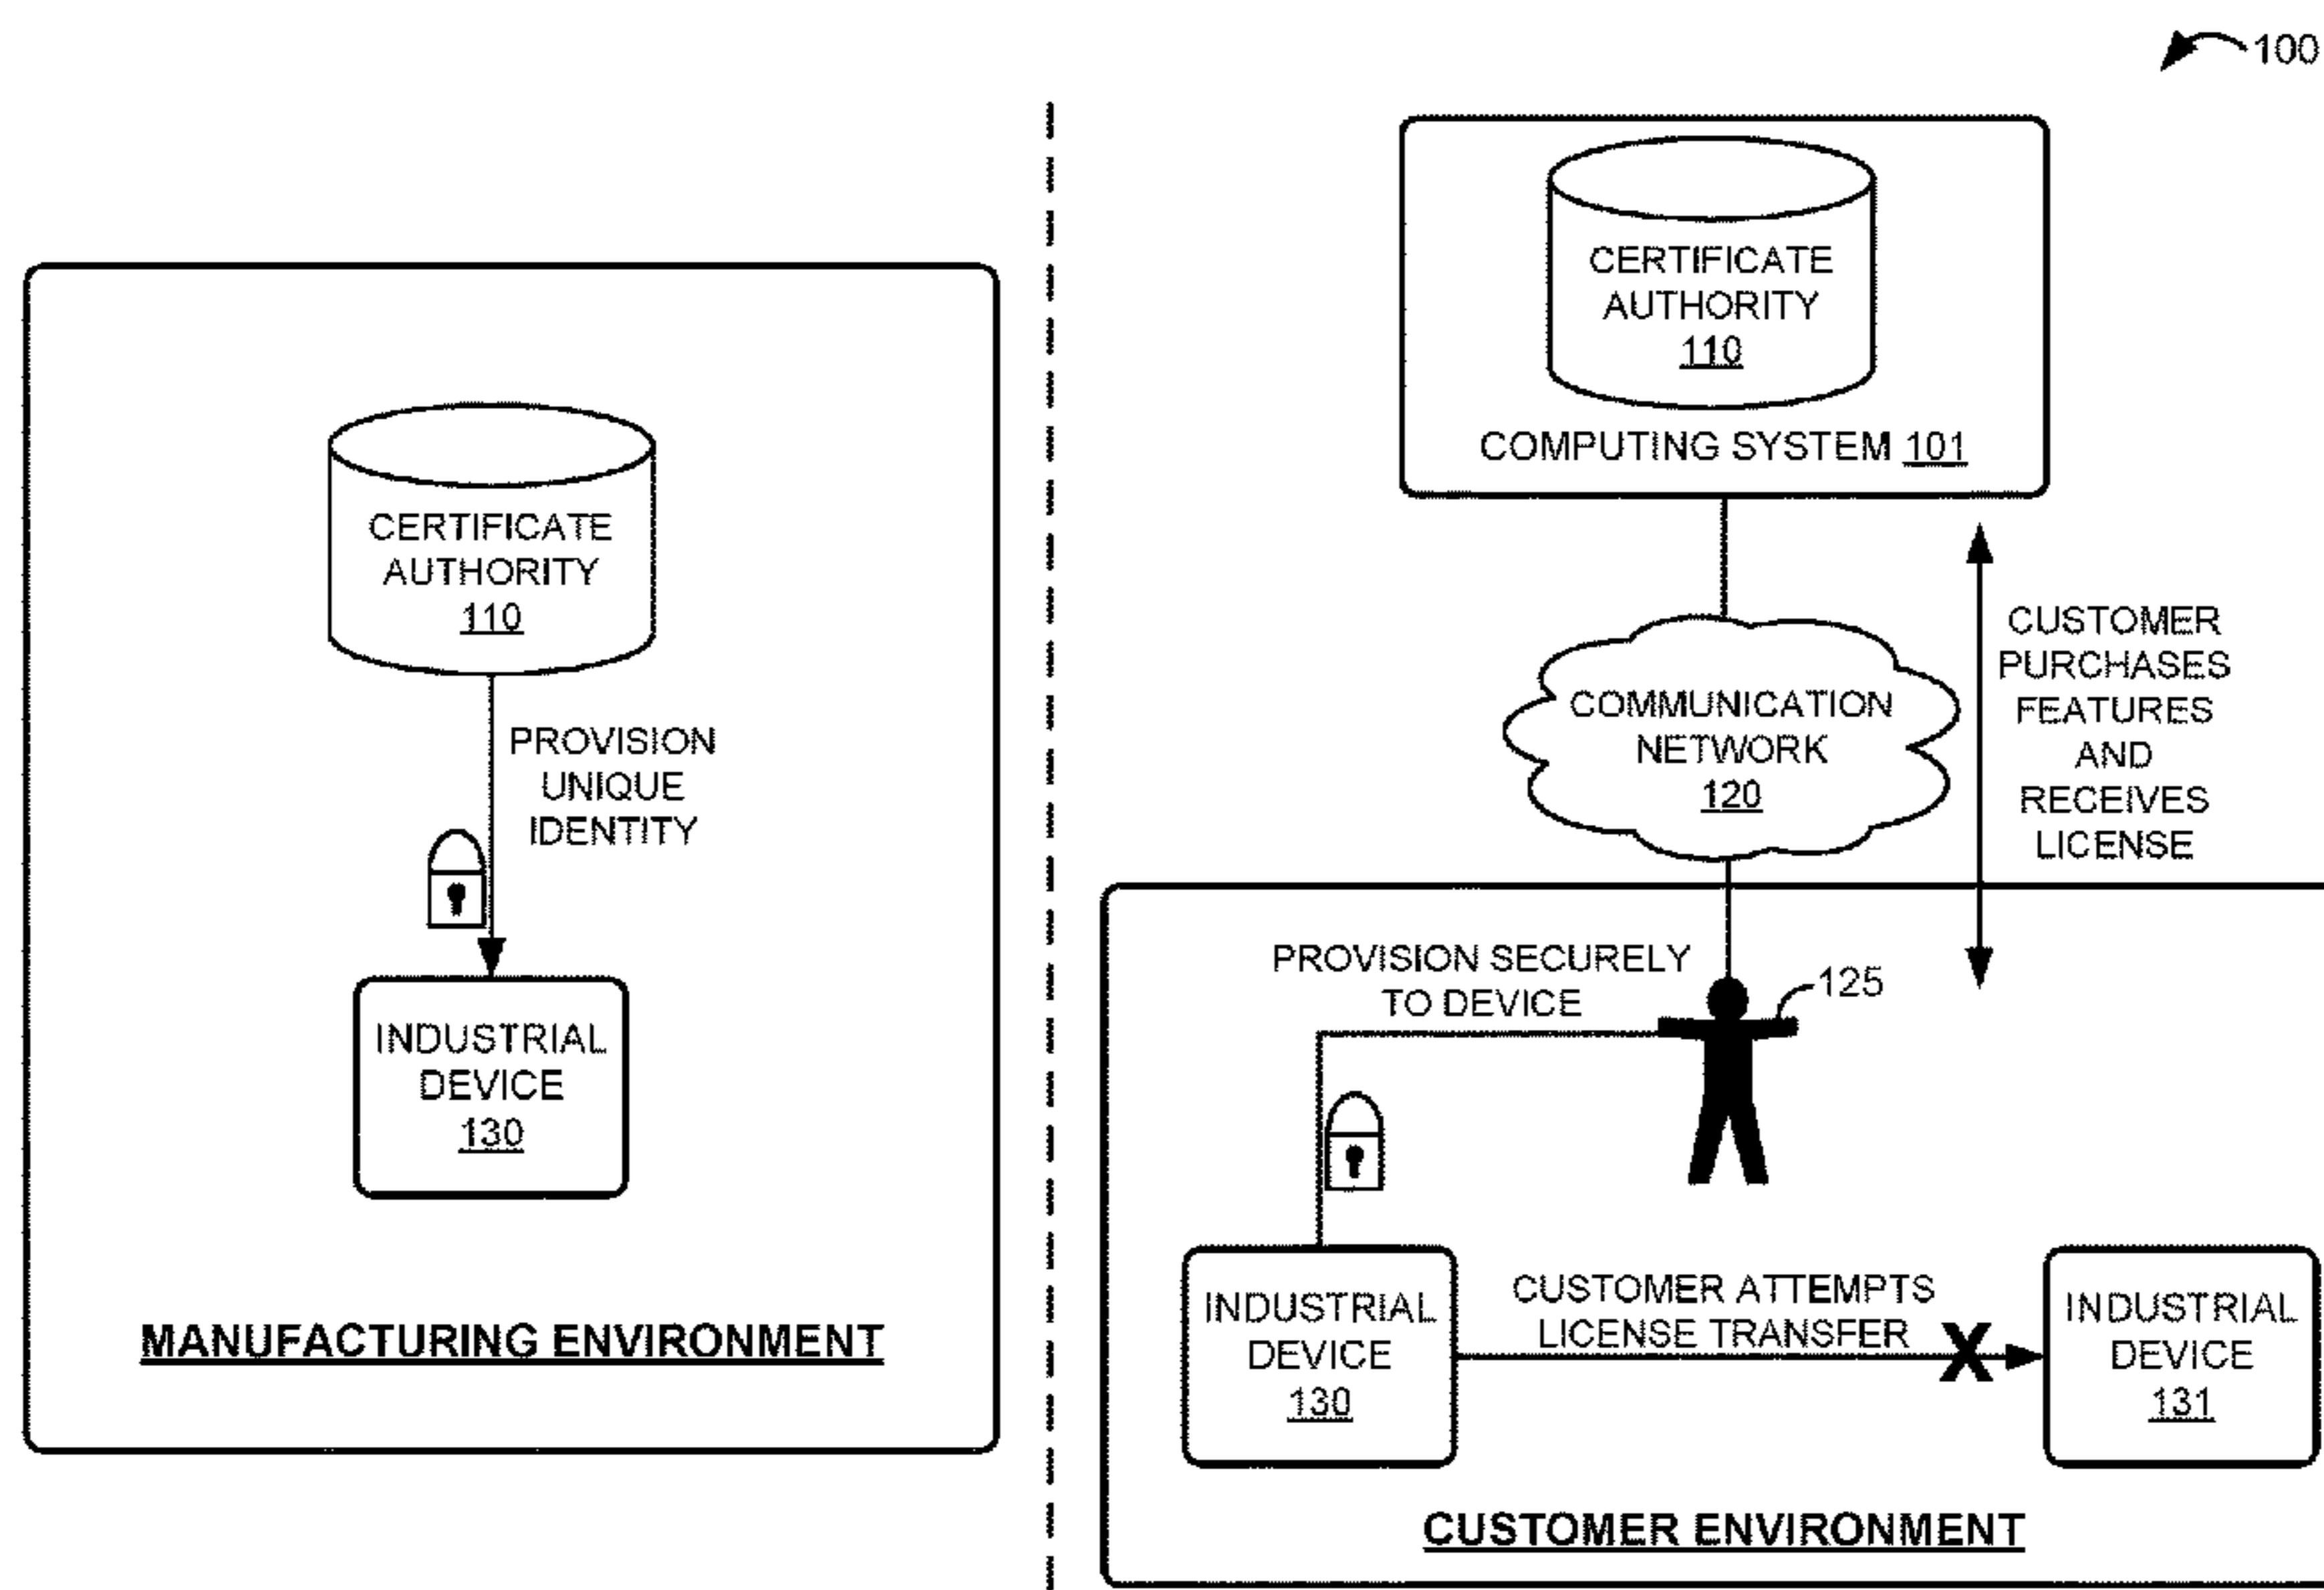 100
CERTIFICATE
AUTHORITY
110
PROVISION
UNIQUE
IDENTITY
INDUSTRIAL
DEVICE
130
MANUFACTURING ENVIRONMENT
CERTIFICATE
AUTHORITY
110
COMPUTING SYSTEM 101
COMMUNICATION
NETWORK
120
CUSTOMER
PURCHASES
FEATURES
AND
RECEIVES
LICENSE
PROVISION SECURELY
TO DEVICE
125
INDUSTRIAL
DEVICE
130
CUSTOMER ATTEMPTS
LICENSE TRANSFER
X
INDUSTRIAL
DEVICE
131
CUSTOMER ENVIRONMENT